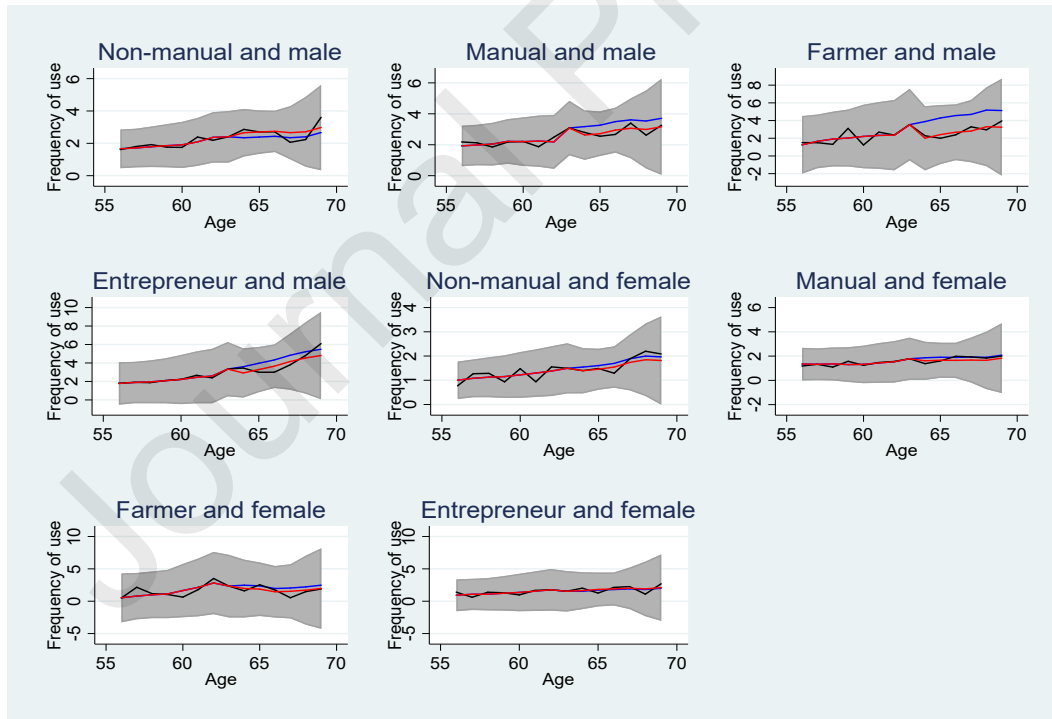 Journal Pr
Non-manual and male
Frequency of use
6
4
2
0
55 60 65 70
Age
Manual and male
Frequency of use
6
4
2
0
55 60 65 70
Age
Farmer and male
Frequency of use
8
6
4
2
0
-2
55 60 65 70
Age
Entrepreneur and male
Frequency of use
10
8
6
4
2
0
55 60 65 70
Age
Non-manual and female
Frequency of use
4
3
2
1
0
55 60 65 70
Age
Manual and female
Frequency of use
6
4
2
0
-2
55 60 65 70
Age
Farmer and female
Frequency of use
10
5
0
-5
55 60 65 70
Age
Entrepreneur and female
Frequency of use
10
5
0
-5
55 60 65 70
Age